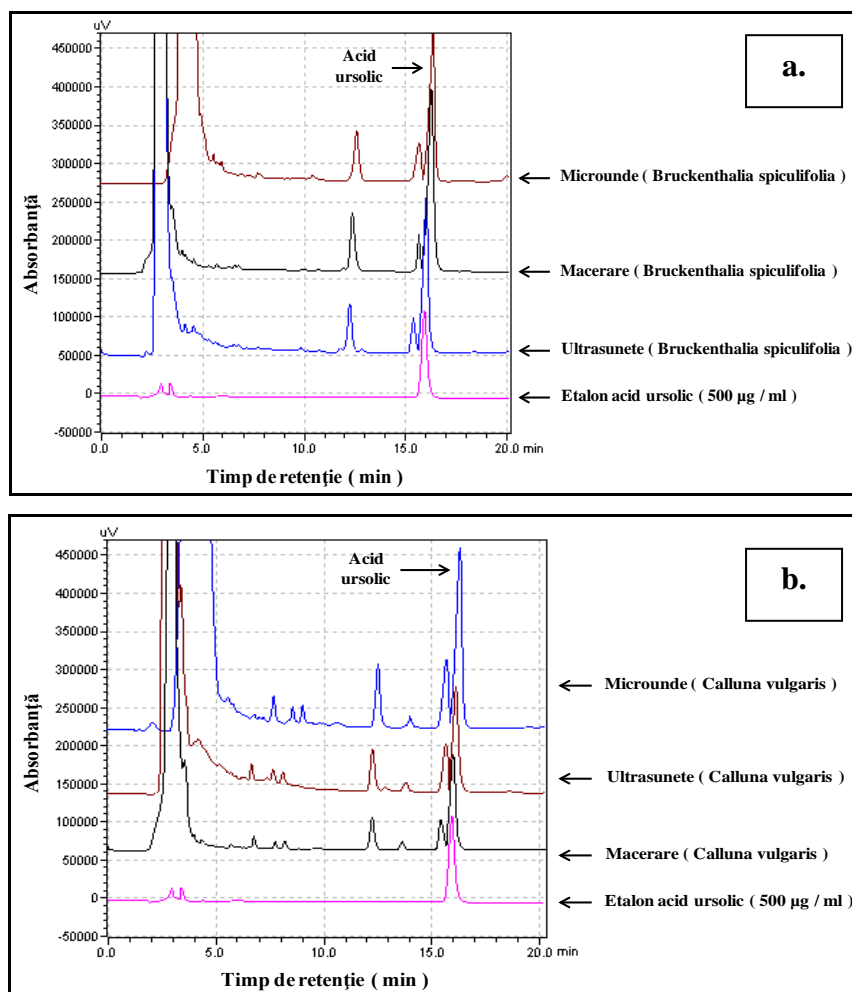 uV
450000
400000
350000
300000
250000
200000
150000
100000
50000
0
-50000
0.0 5.0 10.0 15.0 20.0 min
Absorbanţă
Timp de retenţie ( min )
Acid
ursolic
a.
Microunde ( Bruckenthalia spiculifolia)
Macerare ( Bruckenthalia spiculifolia)
Ultrasunete ( Bruckenthalia spiculifolia)
Etalon acid ursolic ( 500 µg / ml )
uV
450000
400000
350000
300000
250000
200000
150000
100000
50000
0
-50000
0.0 5.0 10.0 15.0 20.0 min
Absorbanţă
Timp de retenţie ( min )
Acid
ursolic
b.
Microunde ( Calluna vulgaris)
Ultrasunete ( Calluna vulgaris)
Macerare ( Calluna vulgaris)
Etalon acid ursolic ( 500 µg / ml )